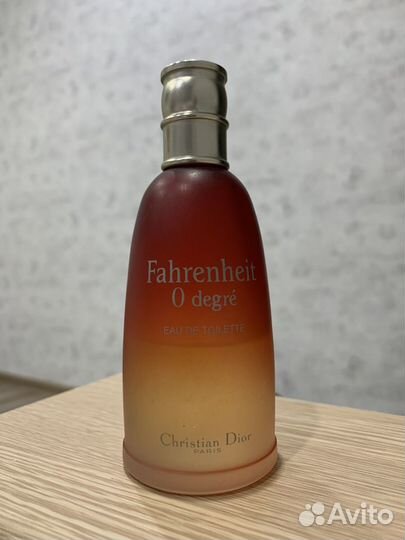 Fahrenheit
0 degré
EAU DE TOILETTE
Christian Dior
PARIS
Avito